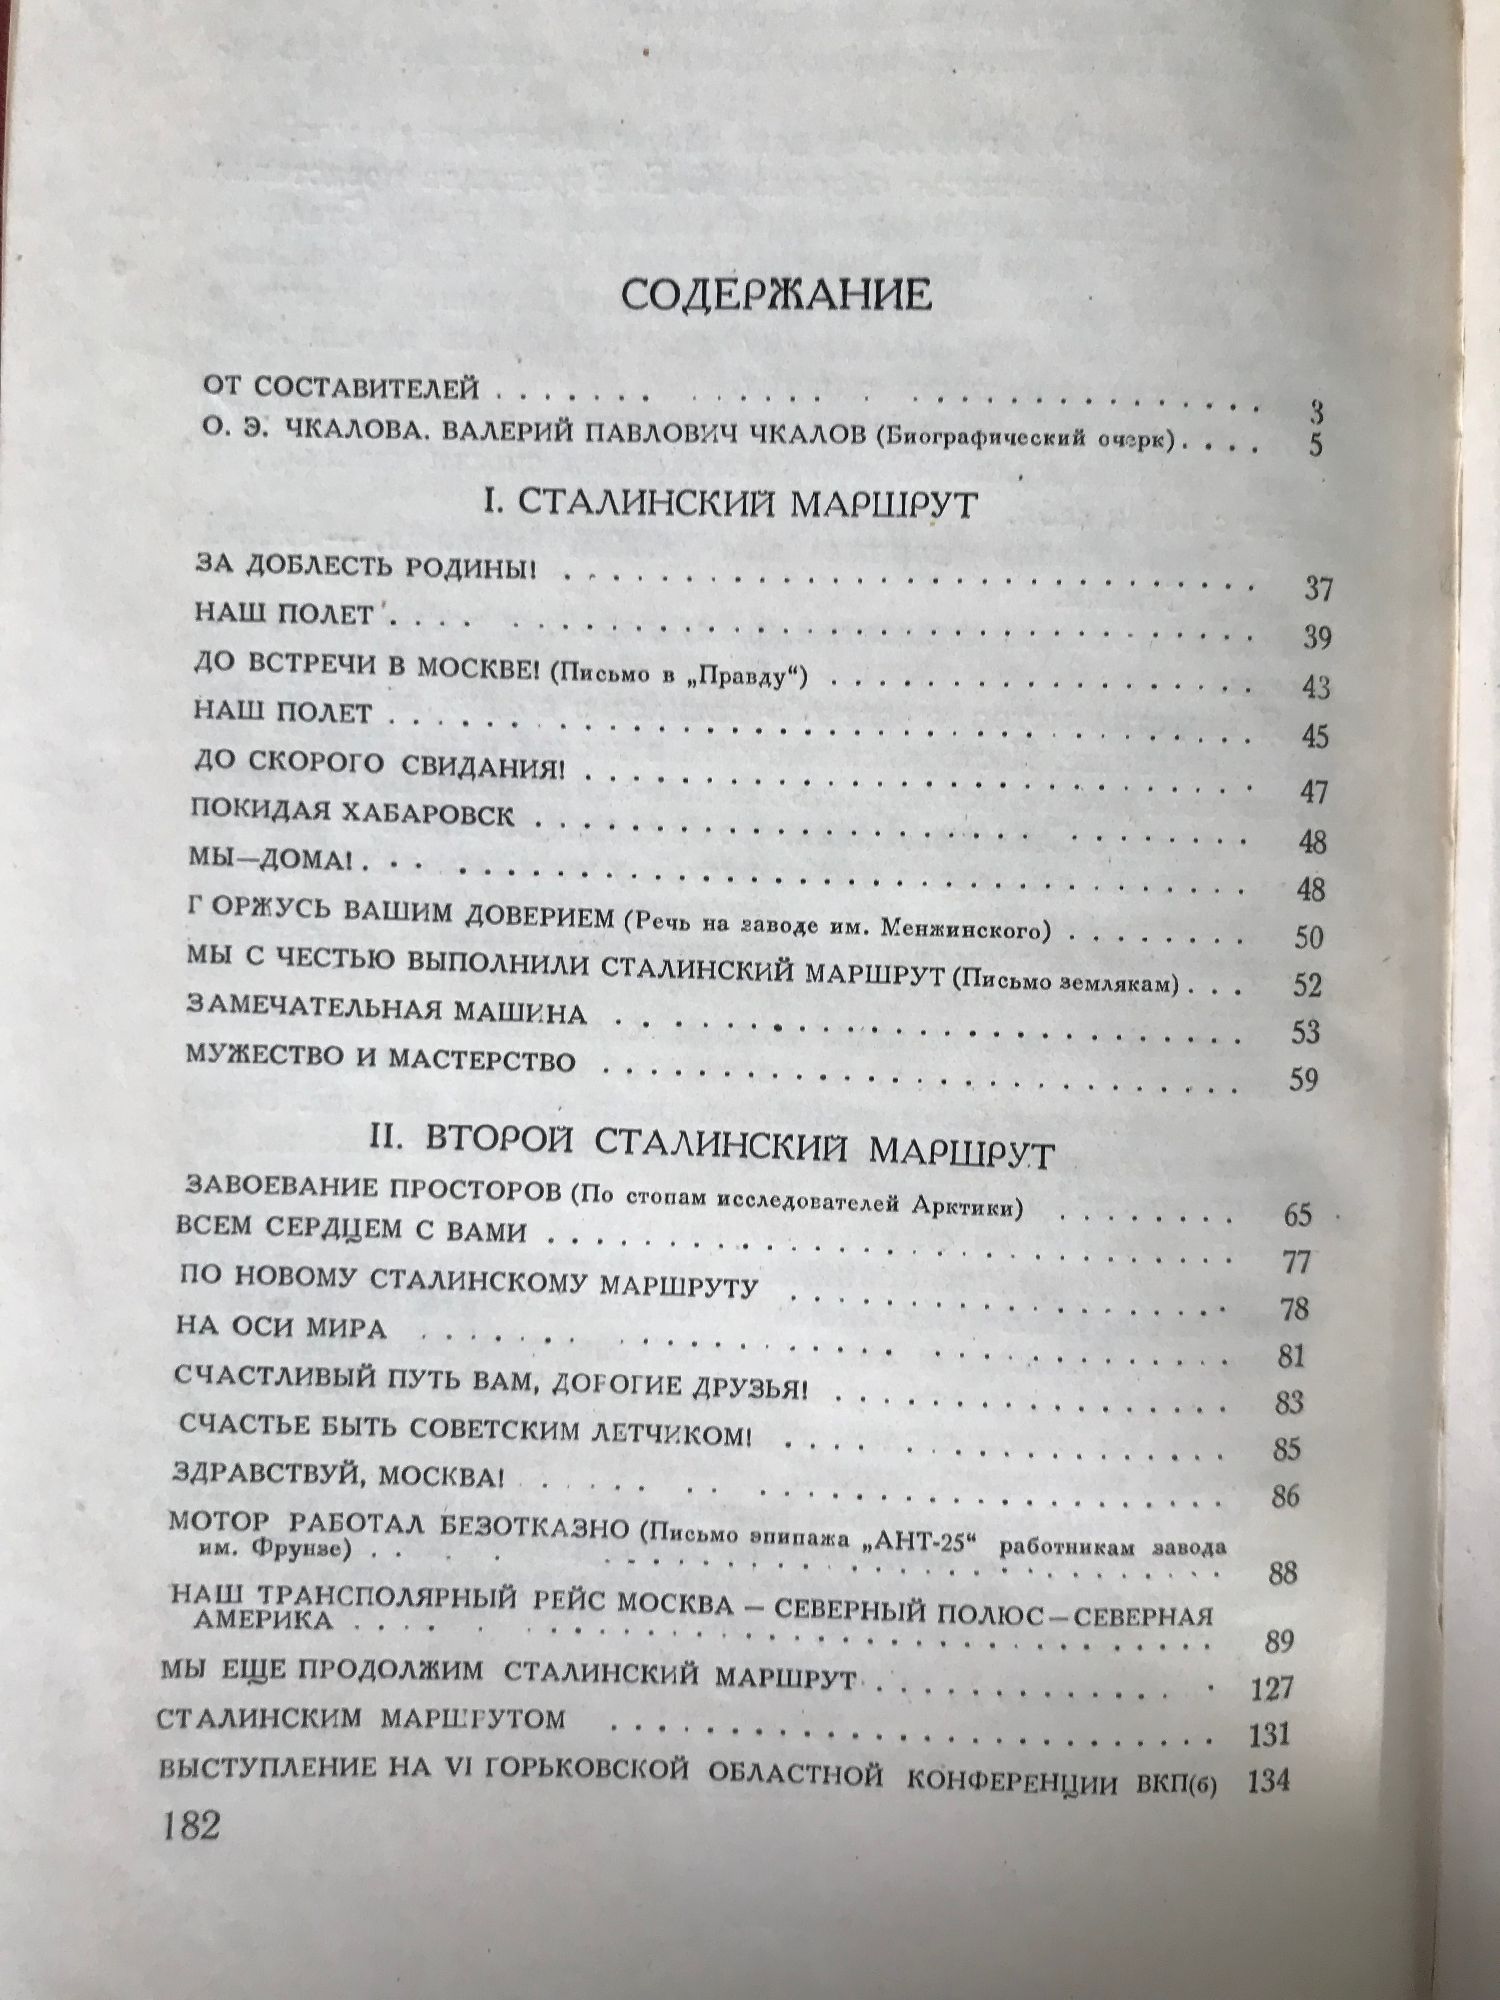 СОДЕРЖАНИЕ
ОТ СОСТАВИТЕЛЕЙ . . . . . . . . . . . . . . . . . . . . . . . . . . 3
О. Э. ЧКАЛОВА. ВАЛЕРИЙ ПАВЛОВИЧ ЧКАЛОВ (Биографический очерк) . . . . 5
I. СТАЛИНСКИЙ МАРШРУТ
ЗА ДОБЛЕСТЬ РОДИНЫ! . . . . . . . . . . . . . . . . . . . . . . . . 37
НАШ ПОЛЕТ . . . . . . . . . . . . . . . . . . . . . . . . . . . . . 39
ДО ВСТРЕЧИ В МОСКВЕ! (Письмо в „Правду“) . . . . . . . . . . . . . . 43
НАШ ПОЛЕТ . . . . . . . . . . . . . . . . . . . . . . . . . . . . . 45
ДО СКОРОГО СВИДАНИЯ! . . . . . . . . . . . . . . . . . . . . . . . . 47
ПОКИДАЯ ХАБАРОВСК . . . . . . . . . . . . . . . . . . . . . . . . . 48
МЫ—ДОМА! . . . . . . . . . . . . . . . . . . . . . . . . . . . . . . 48
ГОРЖУСЬ ВАШИМ ДОВЕРИЕМ (Речь на заводе им. Менжинского) . . . . . . . . 50
МЫ С ЧЕСТЬЮ ВЫПОЛНИЛИ СТАЛИНСКИЙ МАРШРУТ (Письмо землякам) . . . 52
ЗАМЕЧАТЕЛЬНАЯ МАШИНА . . . . . . . . . . . . . . . . . . . . . . . 53
МУЖЕСТВО И МАСТЕРСТВО . . . . . . . . . . . . . . . . . . . . . . . 59
II. ВТОРОЙ СТАЛИНСКИЙ МАРШРУТ
ЗАВОЕВАНИЕ ПРОСТОРОВ (По стопам исследователей Арктики) . . . . . . . . 65
ВСЕМ СЕРДЦЕМ С ВАМИ . . . . . . . . . . . . . . . . . . . . . . . . 77
ПО НОВОМУ СТАЛИНСКОМУ МАРШРУТУ . . . . . . . . . . . . . . . . . . 78
НА ОСИ МИРА . . . . . . . . . . . . . . . . . . . . . . . . . . . . 81
СЧАСТЛИВЫЙ ПУТЬ ВАМ, ДОРОГИЕ ДРУЗЬЯ! . . . . . . . . . . . . . . . . 83
СЧАСТЬЕ БЫТЬ СОВЕТСКИМ ЛЕТЧИКОМ! . . . . . . . . . . . . . . . . . 85
ЗДРАВСТВУЙ, МОСКВА! . . . . . . . . . . . . . . . . . . . . . . . . 86
МОТОР РАБОТАЛ БЕЗОТКАЗНО (Письмо эпипажа „АНТ-25“ работникам завода
им. Фрунзе) . . . . . . . . . . . . . . . . . . . . . . . . . . . . 88
НАШ ТРАНСПОЛЯРНЫЙ РЕЙС МОСКВА — СЕВЕРНЫЙ ПОЛЮС—СЕВЕРНАЯ
АМЕРИКА . . . . . . . . . . . . . . . . . . . . . . . . . . . . . . 89
МЫ ЕЩЕ ПРОДОЛЖИМ СТАЛИНСКИЙ МАРШРУТ . . . . . . . . . . . . . . 127
СТАЛИНСКИМ МАРШРУТОМ . . . . . . . . . . . . . . . . . . . . . . 131
ВЫСТУПЛЕНИЕ НА VI ГОРЬКОВСКОЙ ОБЛАСТНОЙ КОНФЕРЕНЦИИ ВКП(б) 134
182